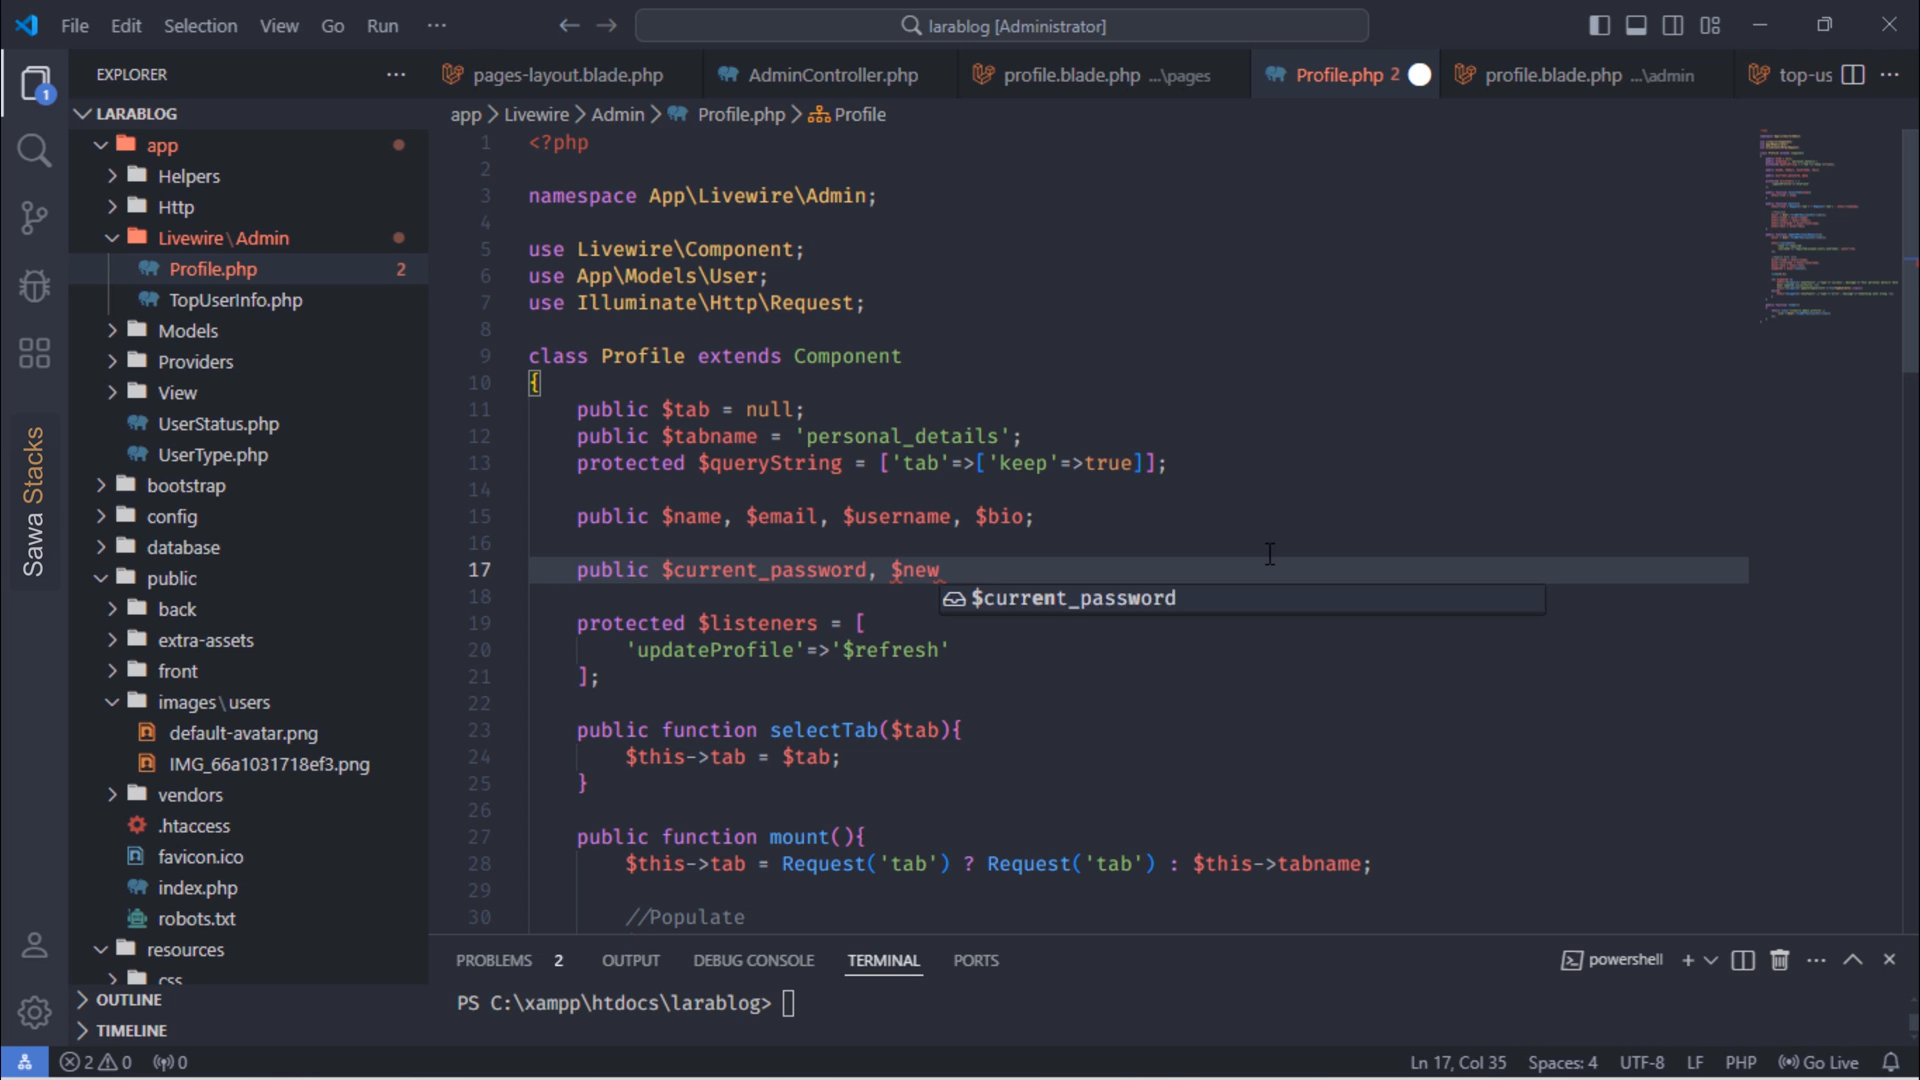 File Edit Selection View Go Run ··· larablog [Administrator]
EXPLORER ···
pages-layout.blade.php AdminController.php profile.blade.php ...\pages Profile.php 2 profile.blade.php ...\admin top-us ···
LARABLOG
app > Livewire > Admin > Profile.php > Profile
app
Helpers
Http
Livewire\Admin
Profile.php 2
TopUserInfo.php
Models
Providers
View
UserStatus.php
UserType.php
bootstrap
config
database
public
back
extra-assets
front
images\users
default-avatar.png
IMG_66a1031718ef3.png
vendors
.htaccess
favicon.ico
index.php
robots.txt
resources
css
OUTLINE
TIMELINE
1
Sawa Stacks
1 <?php
2
3 namespace App\Livewire\Admin;
4
5 use Livewire\Component;
6 use App\Models\User;
7 use Illuminate\Http\Request;
8
9 class Profile extends Component
10 {
11 public $tab = null;
12 public $tabname = 'personal_details';
13 protected $queryString = ['tab'=>['keep'=>true]];
14
15 public $name, $email, $username, $bio;
16
17 public $current_password, $new
$current_password
18
19 protected $listeners = [
20 'updateProfile'=>'$refresh'
21 ];
22
23 public function selectTab($tab){
24 $this->tab = $tab;
25 }
26
27 public function mount(){
28 $this->tab = Request('tab') ? Request('tab') : $this->tabname;
29
30 //Populate
PROBLEMS 2 OUTPUT DEBUG CONSOLE TERMINAL PORTS powershell
PS C:\xampp\htdocs\larablog>
2 0 0 Ln 17, Col 35 Spaces: 4 UTF-8 LF PHP Go Live